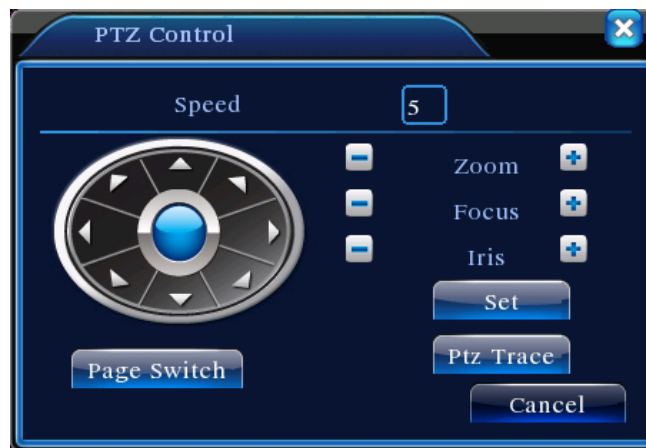 PTZ Control
Speed 5
Zoom
Focus
Iris
Set
Page Switch
Ptz Trace
Cancel